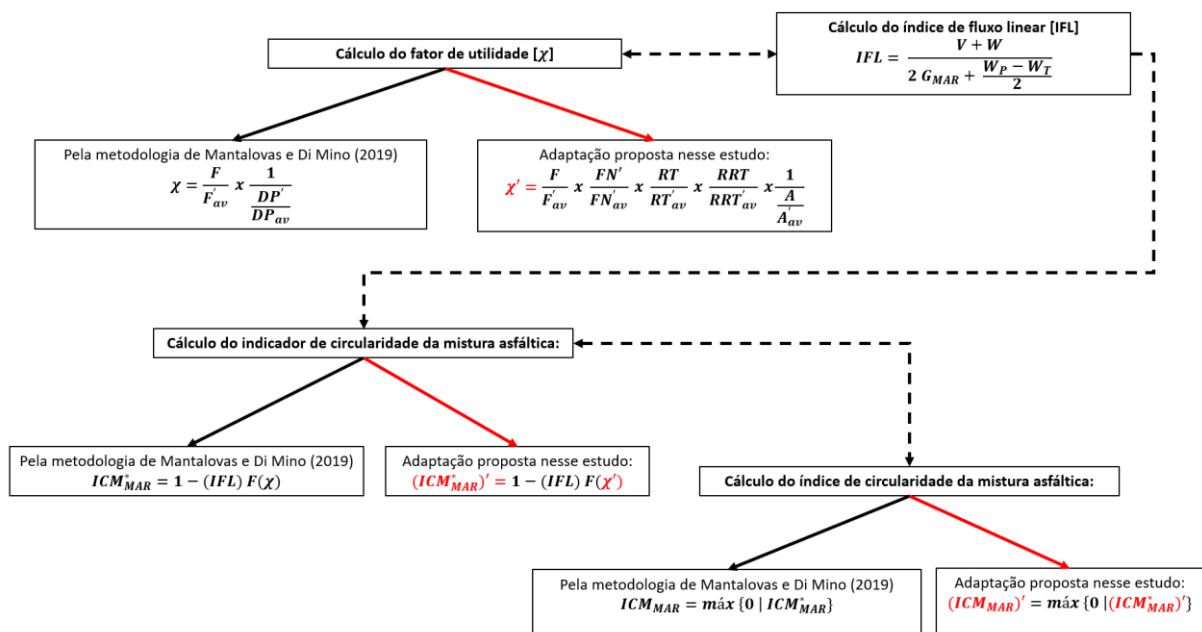 Cálculo do fator de utilidade [χ]
Cálculo do índice de fluxo linear [IFL]
IFL = (V + W) / (2 G_MAR + (W_P − W_T) / 2)
Pela metodologia de Mantalovas e Di Mino (2019)
χ = F / F'_av x 1 / (DP' / DP_av)
Adaptação proposta nesse estudo:
χ' = F / F'_av x FN' / FN'_av x RT / RT'_av x RRT / RRT'_av x 1 / (A / A'_av)
Cálculo do indicador de circularidade da mistura asfáltica:
Pela metodologia de Mantalovas e Di Mino (2019)
ICM*_MAR = 1 − (IFL) F(χ)
Adaptação proposta nesse estudo:
(ICM*_MAR)' = 1 − (IFL) F(χ')
Cálculo do índice de circularidade da mistura asfáltica:
Pela metodologia de Mantalovas e Di Mino (2019)
ICM_MAR = máx {0 | ICM*_MAR}
Adaptação proposta nesse estudo:
(ICM_MAR)' = máx {0 |(ICM*_MAR)'}